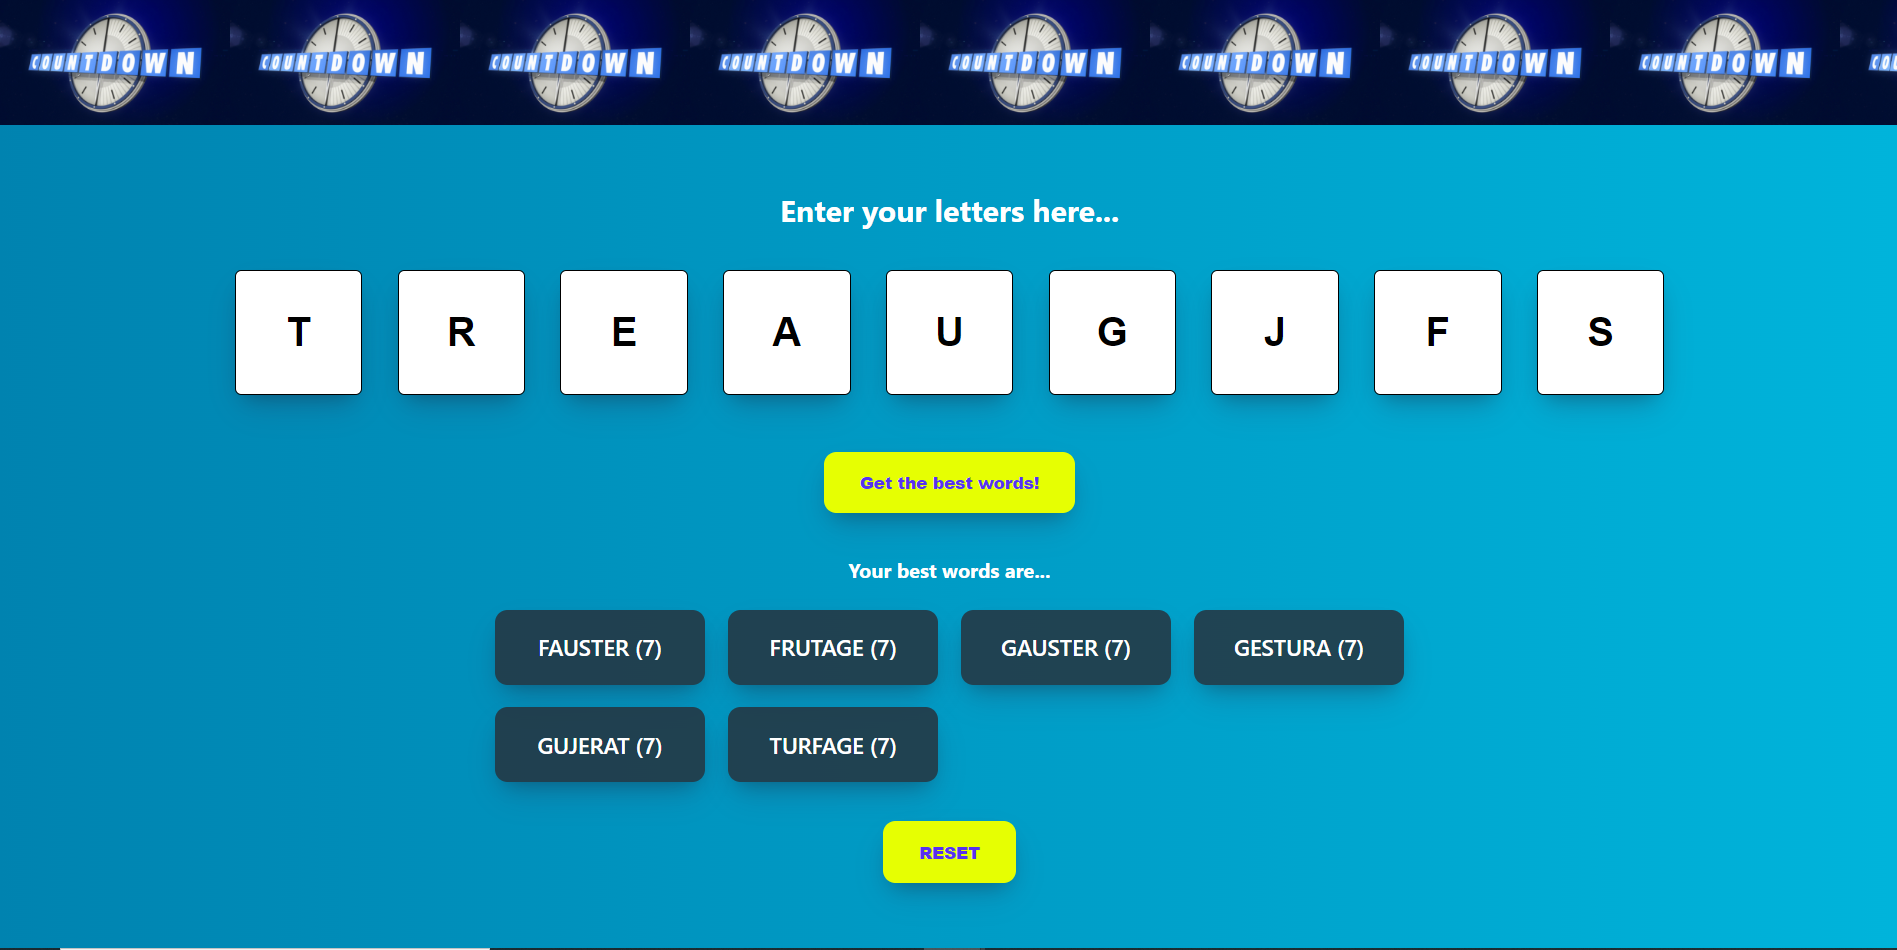 COUNTDOWN COUNTDOWN COUNTDOWN COUNTDOWN COUNTDOWN COUNTDOWN COUNTDOWN COUNTDOWN CO
Enter your letters here...
T R E A U G J F S
Get the best words!
Your best words are...
FAUSTER (7) FRUTAGE (7) GAUSTER (7) GESTURA (7)
GUJERAT (7) TURFAGE (7)
RESET